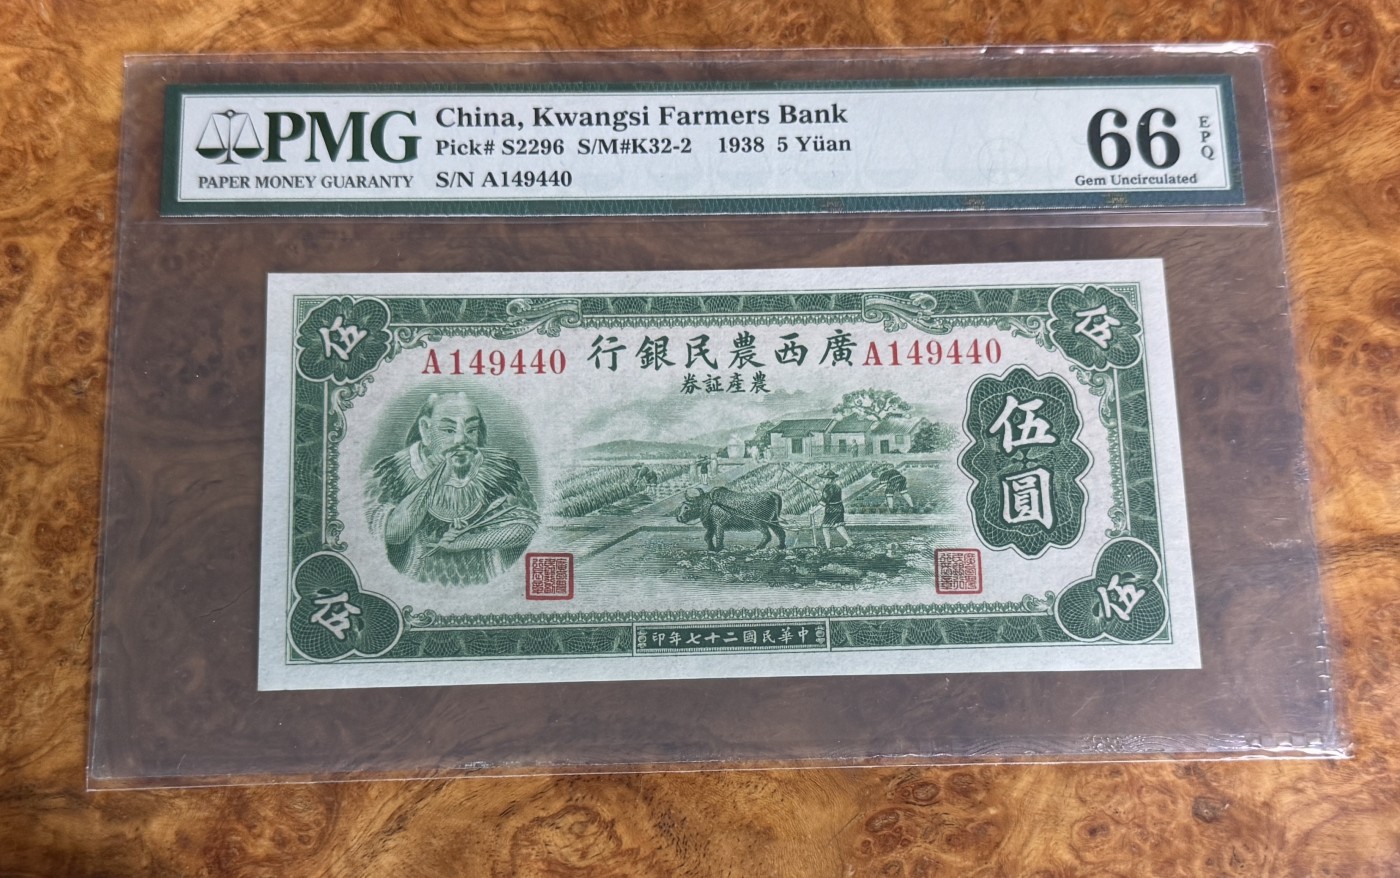 PMG
PAPER MONEY GUARANTY
China, Kwangsi Farmers Bank
Pick# S2296 S/M#K32-2 1938 5 Yüan
S/N A149440
66
EPQ
Gem Uncirculated
伍
伍
A149440
廣西農民銀行
A149440
農產証券
伍圓
伍
伍
中華民國二十七年印